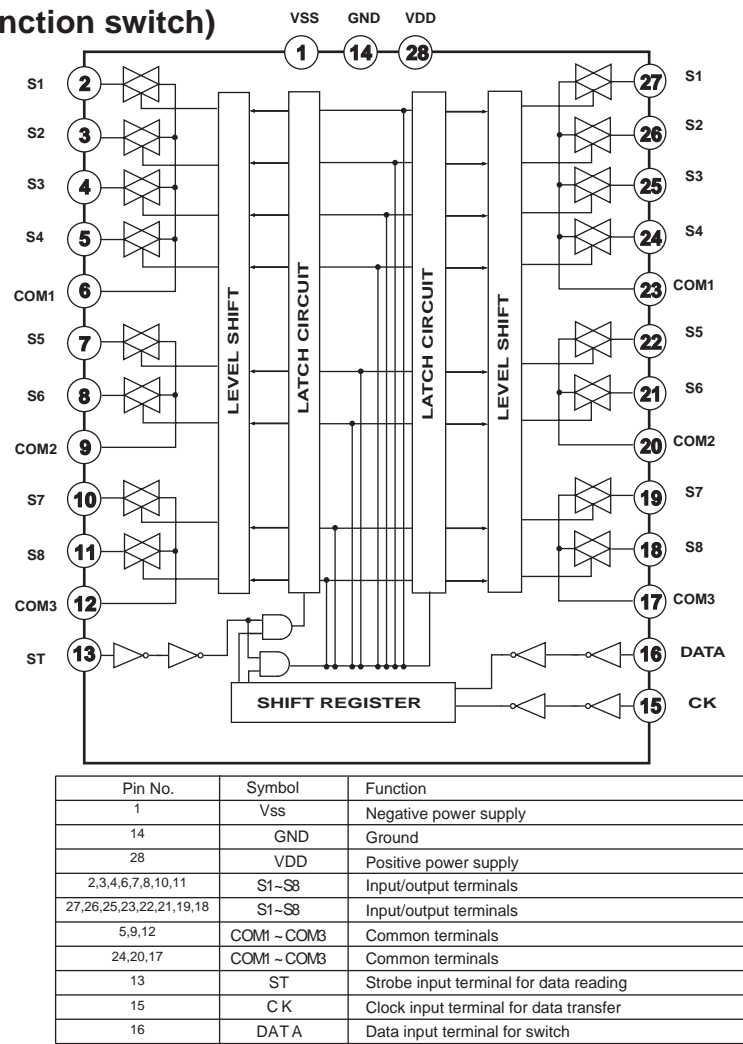 nction switch)
VSS GND VDD
1 14 28
S1 2 27 S1
S2 3 26 S2
S3 4 25 S3
S4 5 24 S4
COM1 6 23 COM1
S5 7 22 S5
S6 8 21 S6
COM2 9 20 COM2
S7 10 19 S7
S8 11 18 S8
COM3 12 17 COM3
LEVEL SHIFT
LATCH CIRCUIT
LATCH CIRCUIT
LEVEL SHIFT
ST 13 16 DATA
SHIFT REGISTER 15 CK
Pin No. Symbol Function
1 Vss Negative power supply
14 GND Ground
28 VDD Positive power supply
2,3,4,6,7,8,10,11 S1~S8 Input/output terminals
27,26,25,23,22,21,19,18 S1~S8 Input/output terminals
5,9,12 COM1 ~ COM3 Common terminals
24,20,17 COM1 ~ COM3 Common terminals
13 ST Strobe input terminal for data reading
15 CK Clock input terminal for data transfer
16 DATA Data input terminal for switch